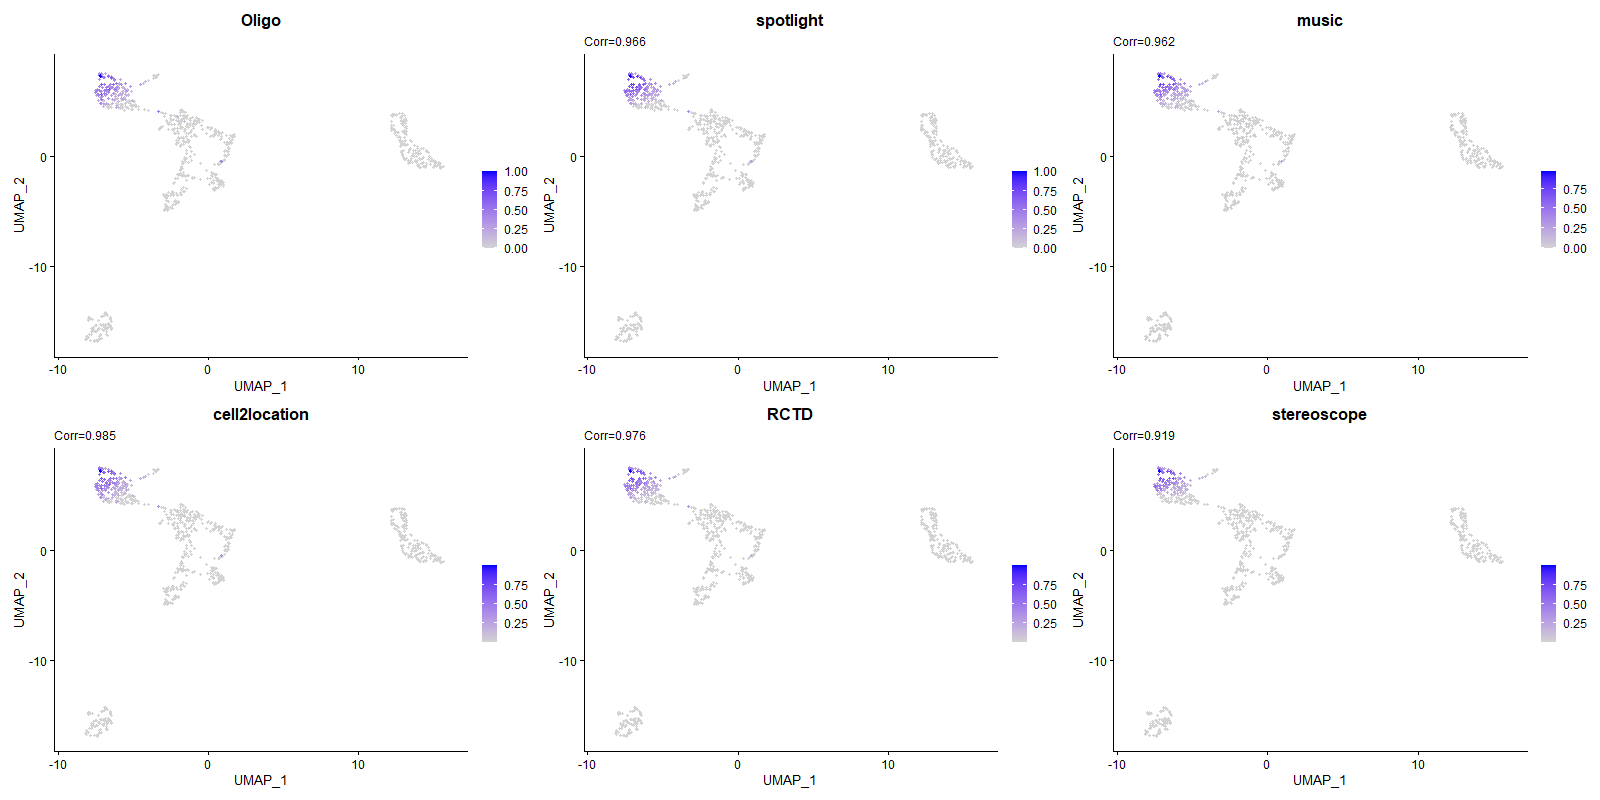 Oligo
UMAP_2
0
-10
-10
0
10
UMAP_1
1.00
0.75
0.50
0.25
0.00
spotlight
Corr=0.966
UMAP_2
0
-10
-10
0
10
UMAP_1
1.00
0.75
0.50
0.25
0.00
music
Corr=0.962
UMAP_2
0
-10
-10
0
10
UMAP_1
0.75
0.50
0.25
0.00
cell2location
Corr=0.985
UMAP_2
0
-10
-10
0
10
UMAP_1
0.75
0.50
0.25
RCTD
Corr=0.976
UMAP_2
0
-10
-10
0
10
UMAP_1
0.75
0.50
0.25
stereoscope
Corr=0.919
UMAP_2
0
-10
-10
0
10
UMAP_1
0.75
0.50
0.25